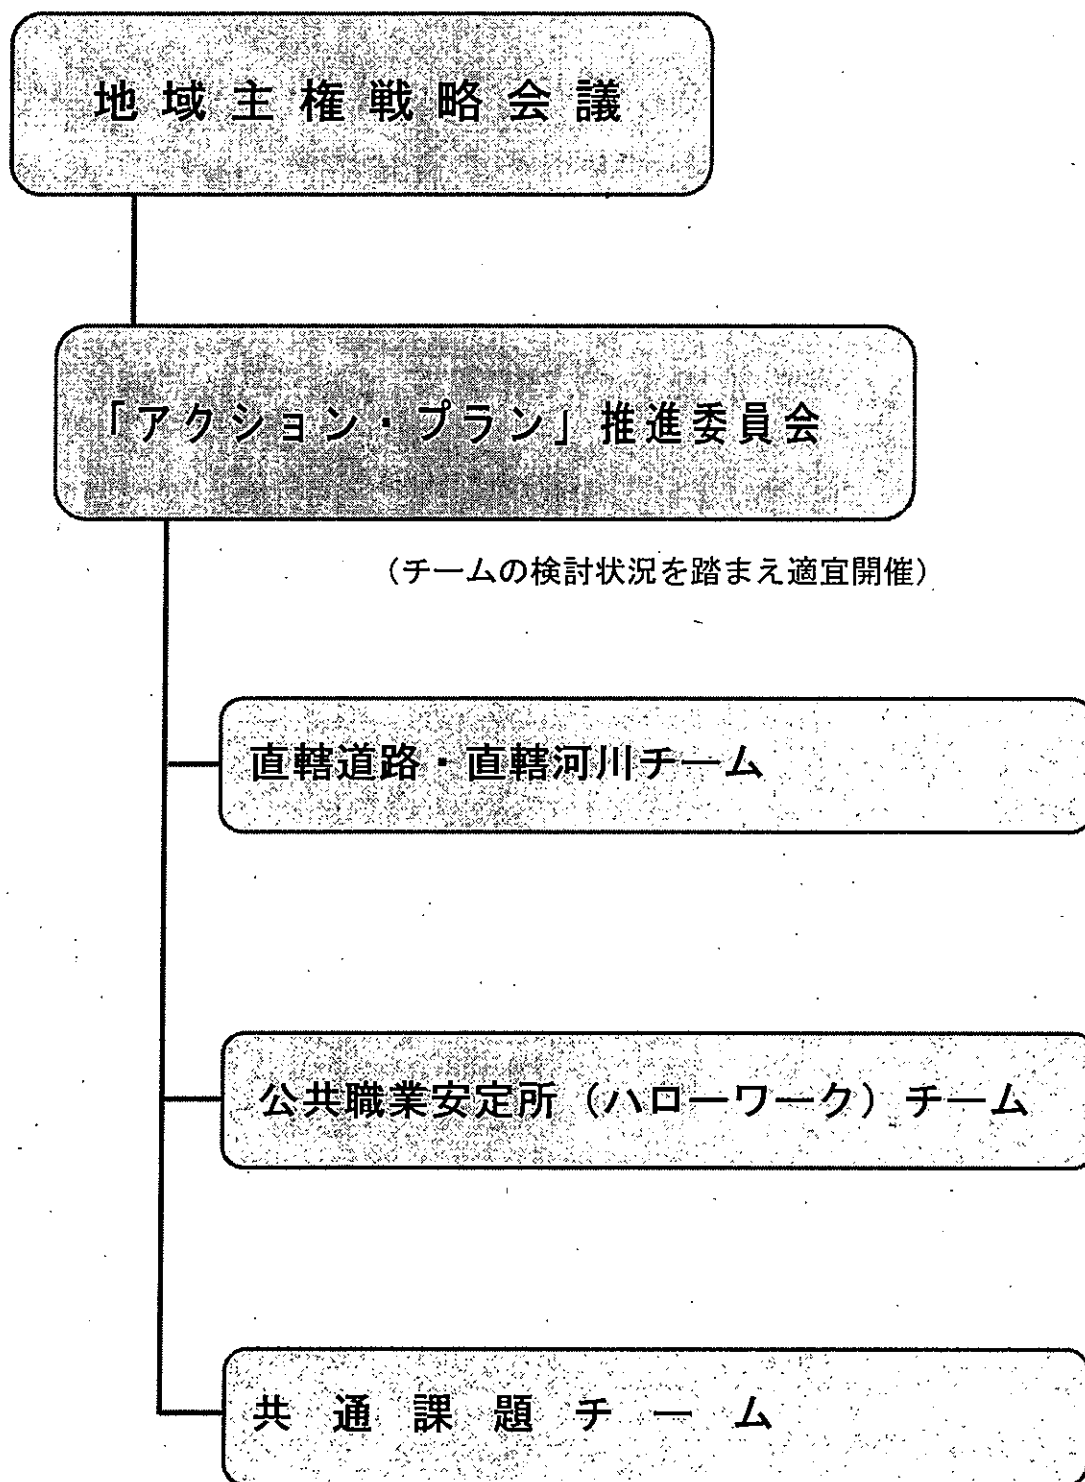 地域主権戦略会議
「アクション・プラン」推進委員会
（チームの検討状況を踏まえ適宜開催）
直轄道路・直轄河川チーム
公共職業安定所（ハローワーク）チーム
共通課題チーム